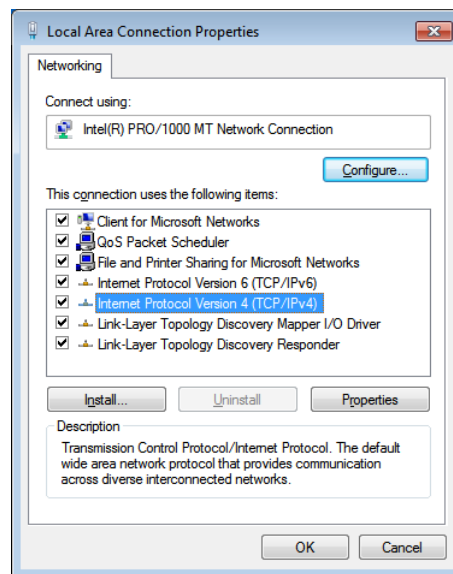 Local Area Connection Properties
Networking
Connect using:
Intel(R) PRO/1000 MT Network Connection
Configure...
This connection uses the following items:
Client for Microsoft Networks
QoS Packet Scheduler
File and Printer Sharing for Microsoft Networks
Internet Protocol Version 6 (TCP/IPv6)
Internet Protocol Version 4 (TCP/IPv4)
Link-Layer Topology Discovery Mapper I/O Driver
Link-Layer Topology Discovery Responder
Install... Uninstall Properties
Description
Transmission Control Protocol/Internet Protocol. The default
wide area network protocol that provides communication
across diverse interconnected networks.
OK Cancel